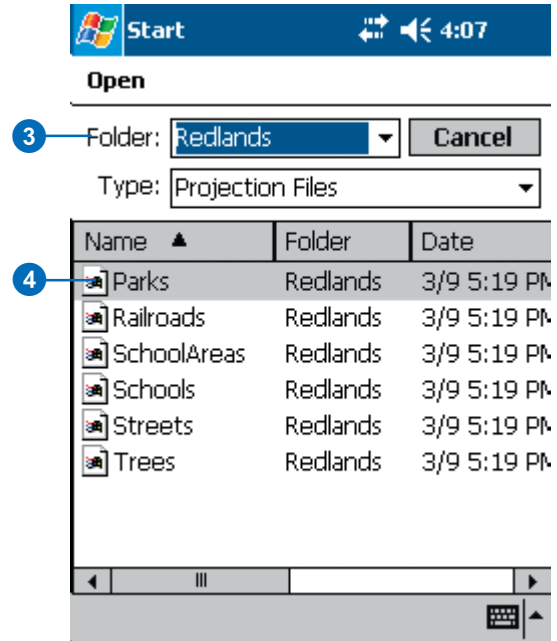 Start 4:07
Open
3 Folder: Redlands Cancel
Type: Projection Files
Name Folder Date
4 Parks Redlands 3/9 5:19 PM
Railroads Redlands 3/9 5:19 PM
SchoolAreas Redlands 3/9 5:19 PM
Schools Redlands 3/9 5:19 PM
Streets Redlands 3/9 5:19 PM
Trees Redlands 3/9 5:19 PM